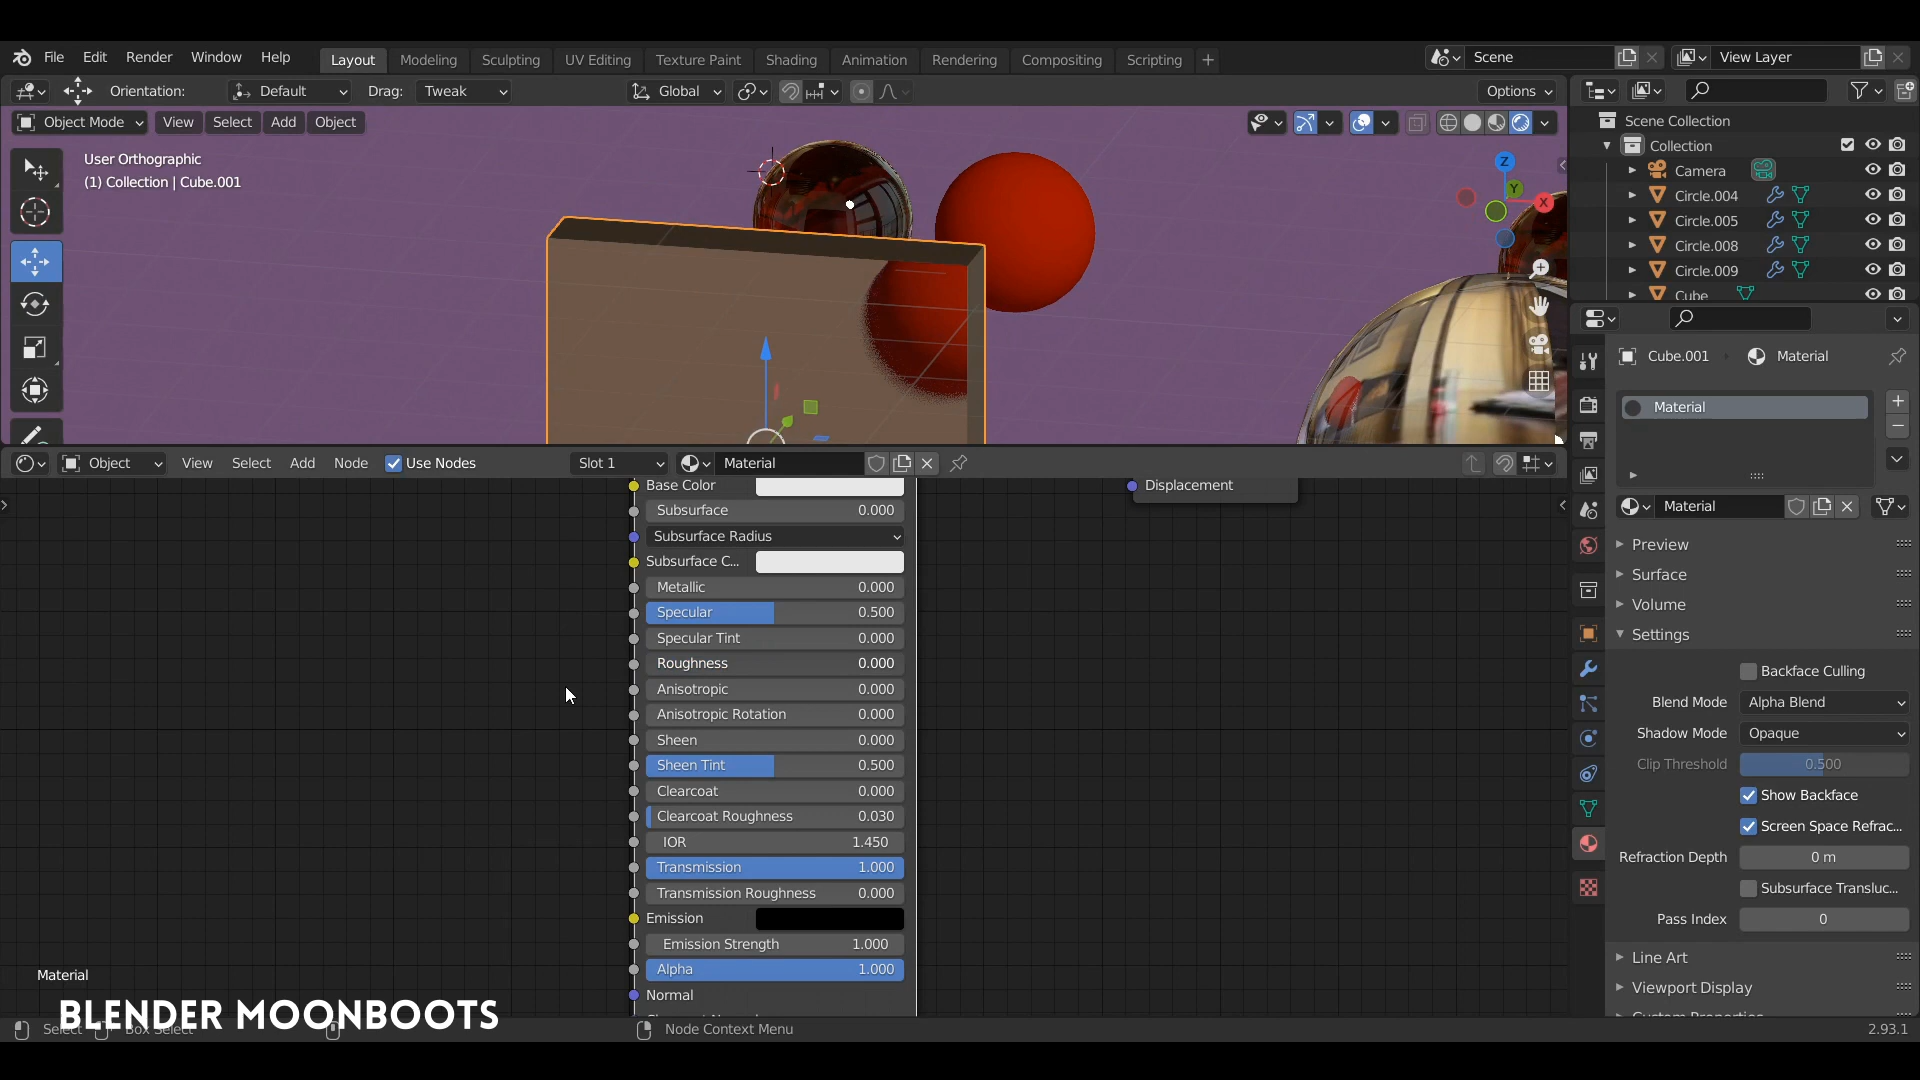 File Edit Render Window Help Layout Modeling Sculpting UV Editing Texture Paint Shading Animation Rendering Compositing Scripting + Scene View Layer
Orientation: Default Drag: Tweak Global Options
Object Mode View Select Add Object
User Orthographic
(1) Collection | Cube.001
Z
Y
X
Scene Collection
Collection
Camera
Circle.004
Circle.005
Circle.008
Circle.009
Cube
Object View Select Add Node Use Nodes Slot 1 Material
Base Color
Subsurface 0.000
Subsurface Radius
Subsurface C...
Metallic 0.000
Specular 0.500
Specular Tint 0.000
Roughness 0.000
Anisotropic 0.000
Anisotropic Rotation 0.000
Sheen 0.000
Sheen Tint 0.500
Clearcoat 0.000
Clearcoat Roughness 0.030
IOR 1.450
Transmission 1.000
Transmission Roughness 0.000
Emission
Emission Strength 1.000
Alpha 1.000
Normal
Displacement
Cube.001 Material
Material
Material
Preview
Surface
Volume
Settings
Backface Culling
Blend Mode Alpha Blend
Shadow Mode Opaque
Clip Threshold 0.500
Show Backface
Screen Space Refrac...
Refraction Depth 0 m
Subsurface Transluc...
Pass Index 0
Line Art
Viewport Display
Material
BLENDER MOONBOOTS
Select Box Select Node Context Menu 2.93.1